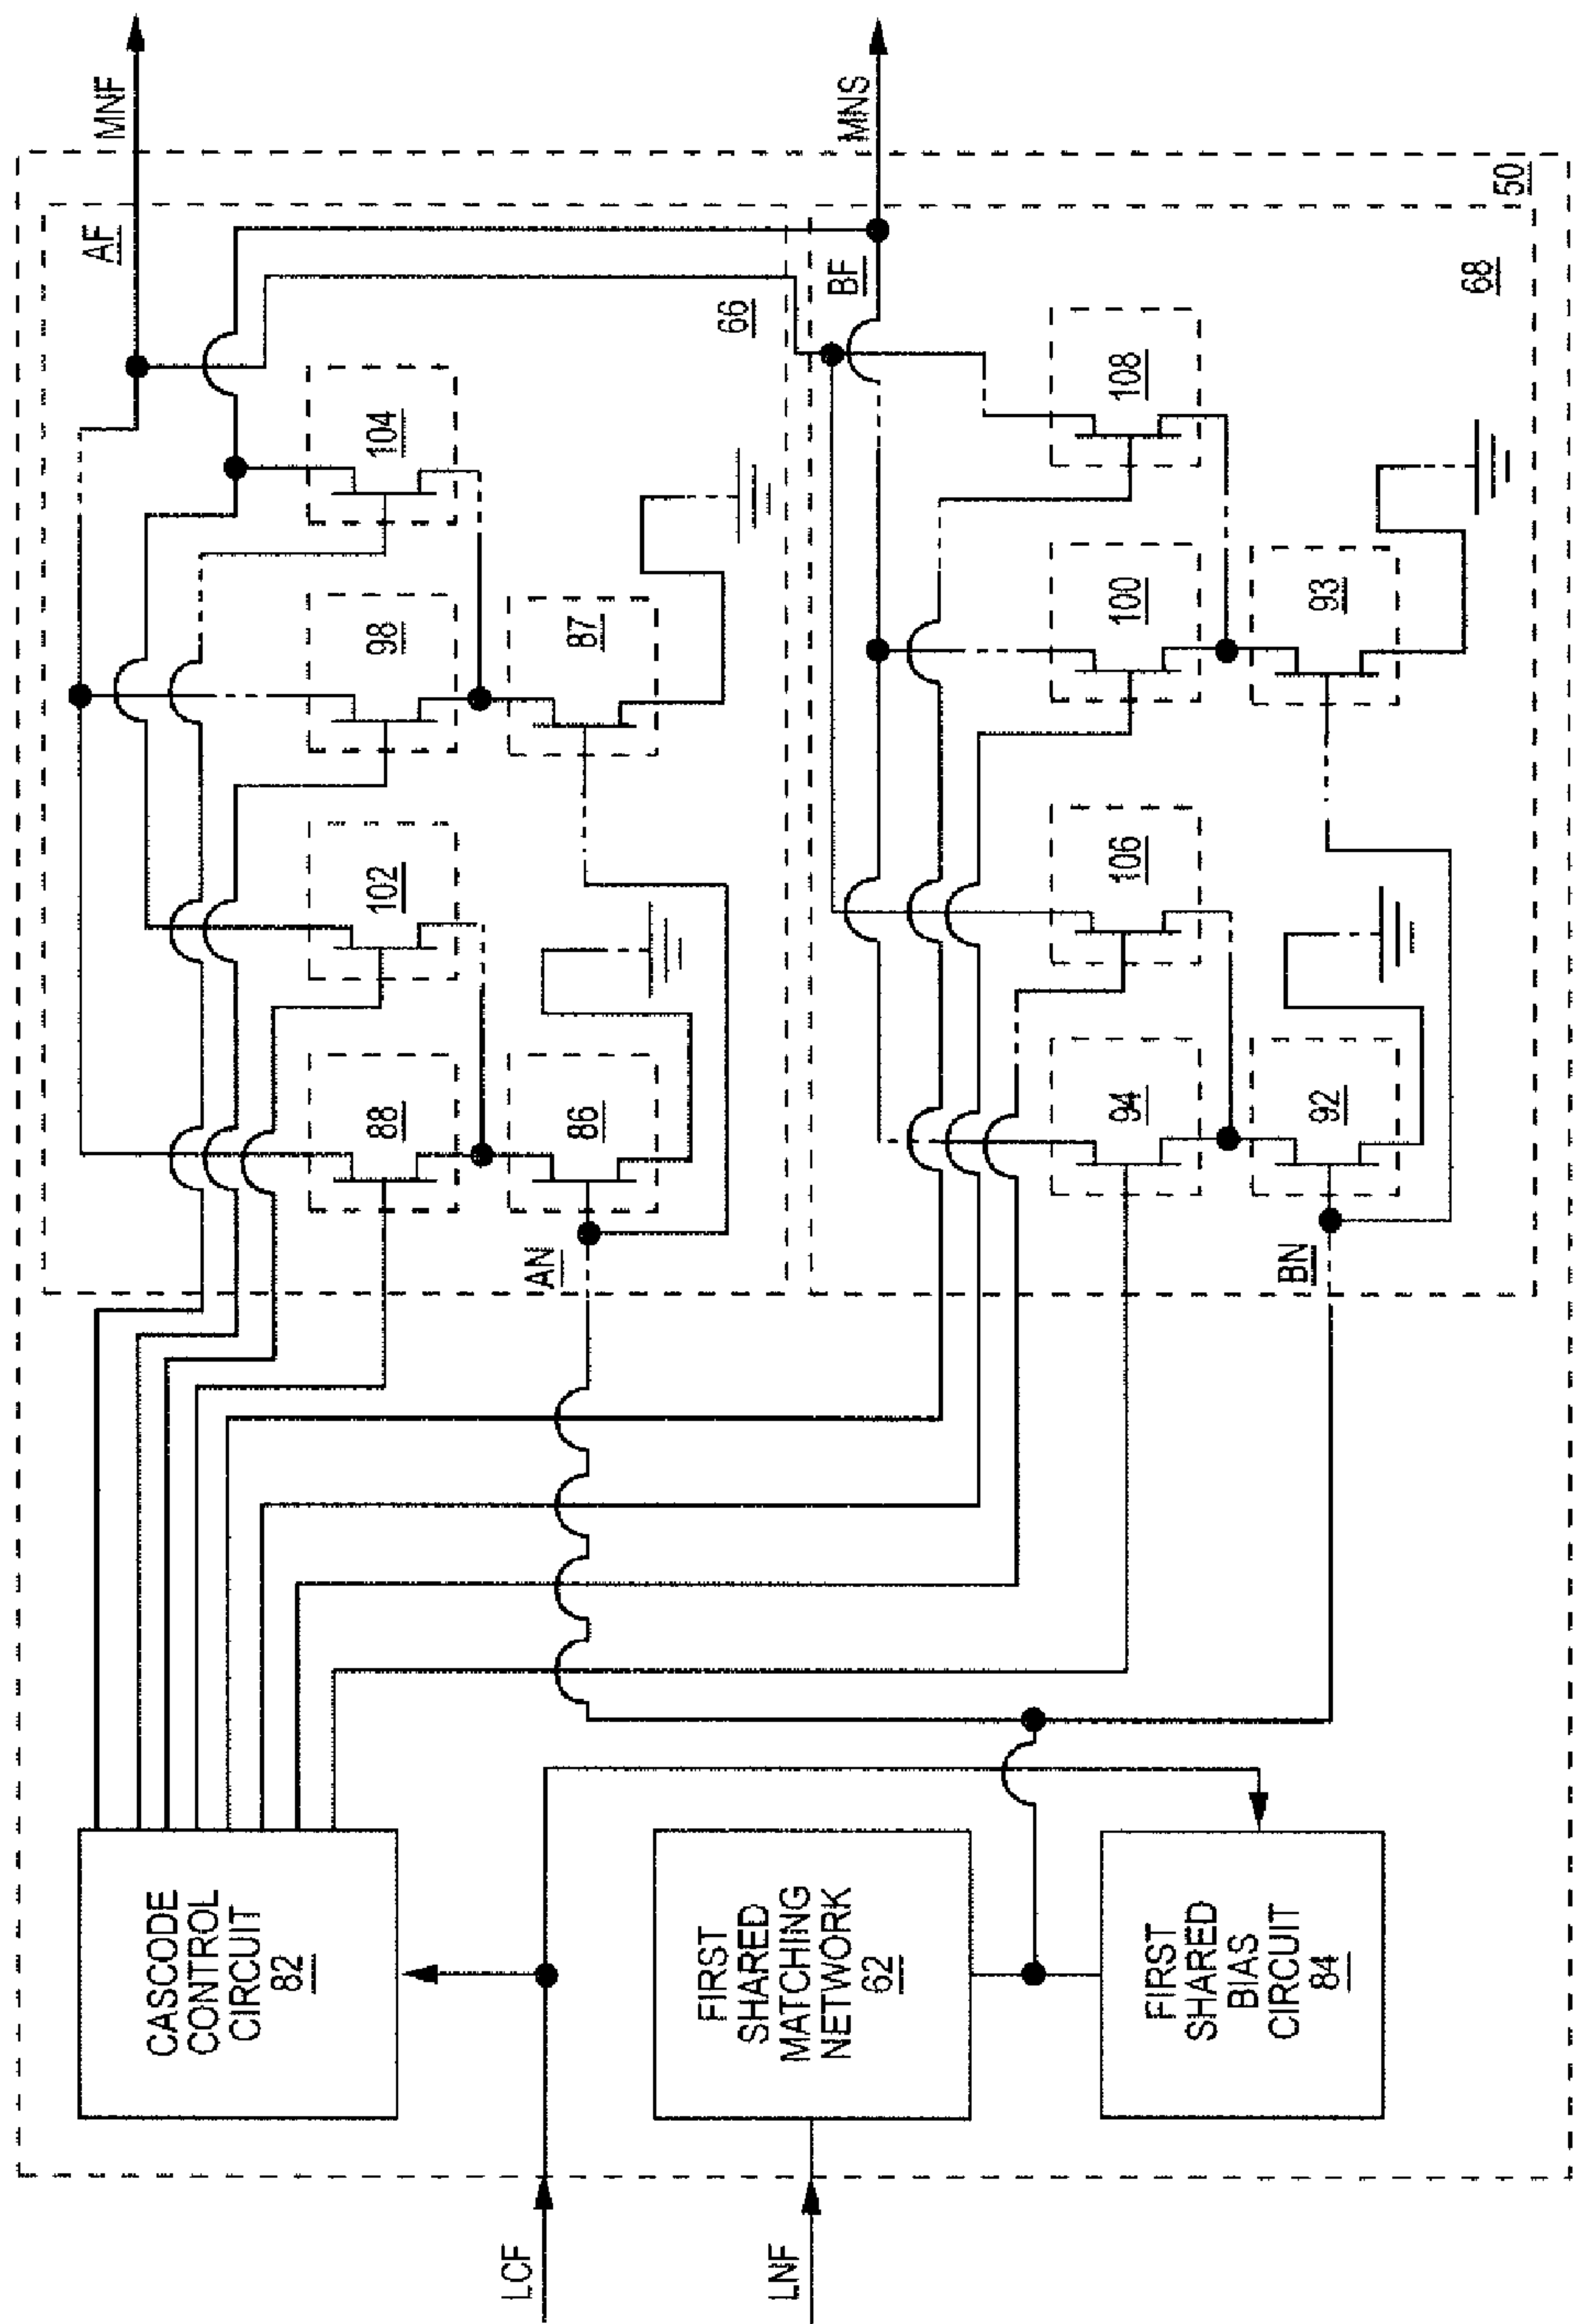 MNF
AF
MNS
BF
50
66
68
104
98
87
102
88
86
AN
108
100
93
106
94
92
BN
CASCODE
CONTROL
CIRCUIT
82
FIRST
SHARED
MATCHING
NETWORK
62
FIRST
SHARED
BIAS
CIRCUIT
84
LCF
LNF